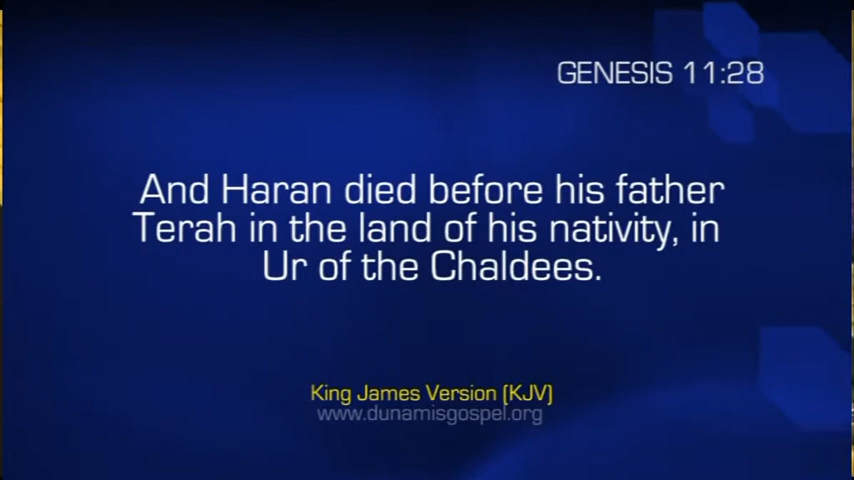 GENESIS 11:28
And Haran died before his father
Terah in the land of his nativity, in
Ur of the Chaldees.
King James Version (KJV)
www.dunamisgospel.org